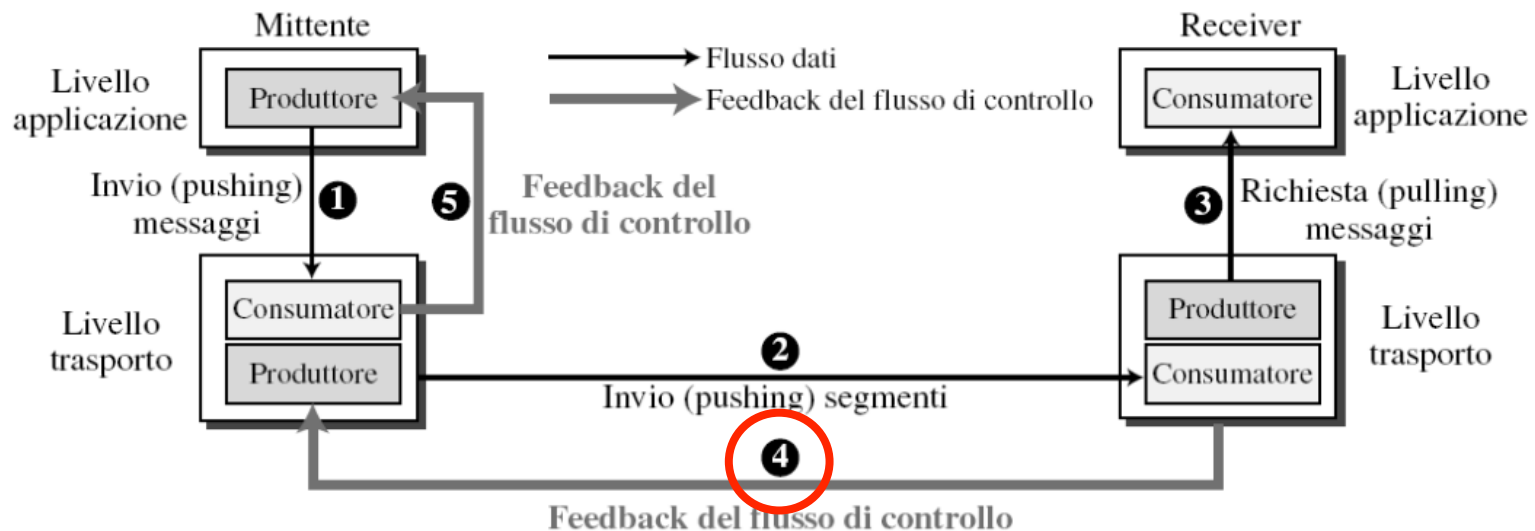 Mittente
Receiver
Livello
applicazione
Produttore
Flusso dati
Feedback del flusso di controllo
Consumatore
Livello
applicazione
Invio (pushing)
messaggi
1
5
Feedback del
flusso di controllo
3
Richiesta (pulling)
messaggi
Livello
trasporto
Consumatore
Produttore
2
Invio (pushing) segmenti
Produttore
Consumatore
Livello
trasporto
4
Feedback del flusso di controllo